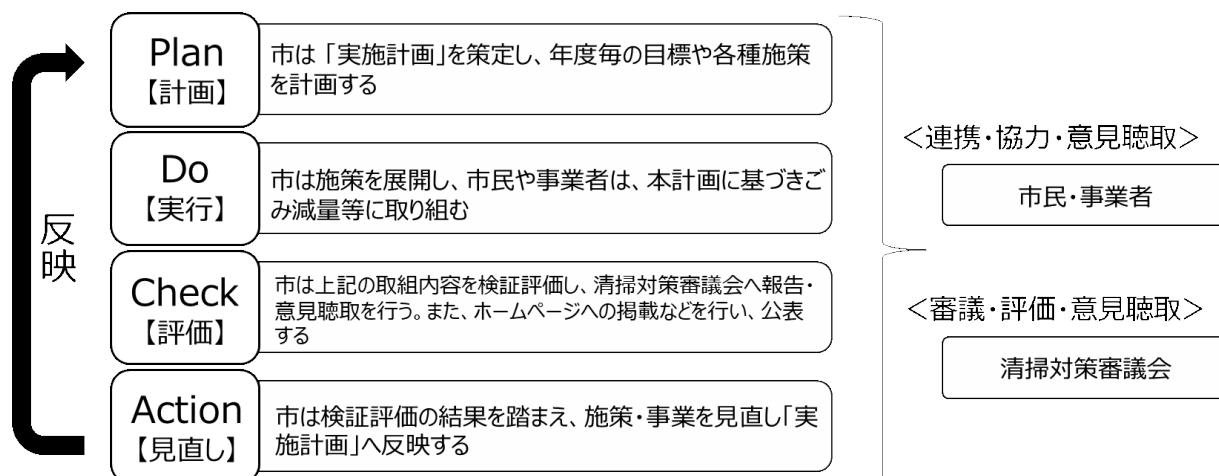 Plan
【計画】
市は「実施計画」を策定し、年度毎の目標や各種施策
を計画する
Do
【実行】
市は施策を展開し、市民や事業者は、本計画に基づきご
み減量等に取り組む
Check
【評価】
市は上記の取組内容を検証評価し、清掃対策審議会へ報告・
意見聴取を行う。また、ホームページへの掲載などを行い、公表
する
Action
【見直し】
市は検証評価の結果を踏まえ、施策・事業を見直し「実
施計画」へ反映する
反映
＜連携・協力・意見聴取＞
市民・事業者
＜審議・評価・意見聴取＞
清掃対策審議会